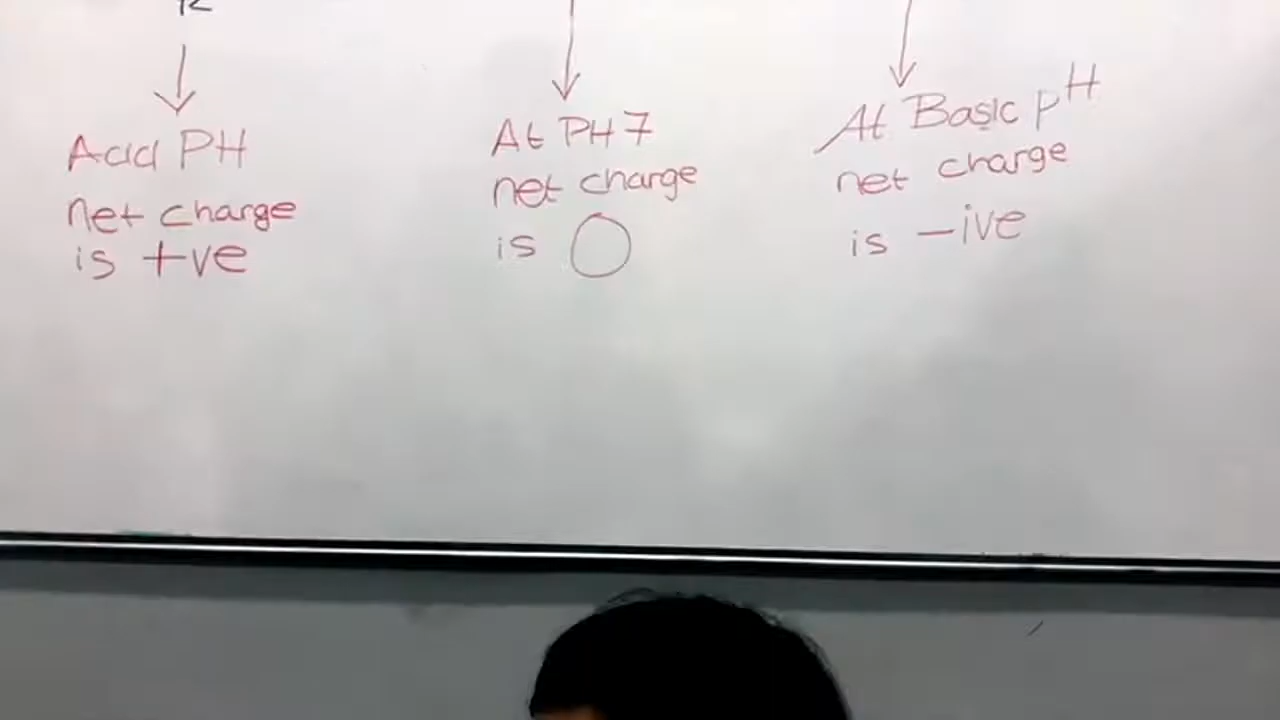 R
Acid PH
net charge
is +ve
At PH 7
net charge
is 0
At Basic pH
net charge
is -ive